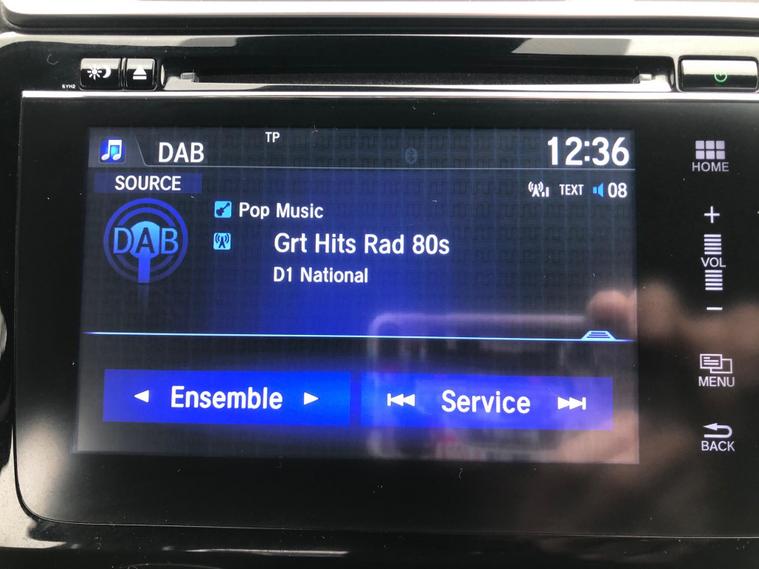 DAB
TP
12:36
HOME
SOURCE
TEXT
08
Pop Music
DAB
Grt Hits Rad 80s
D1 National
+
VOL
−
Ensemble
Service
MENU
BACK